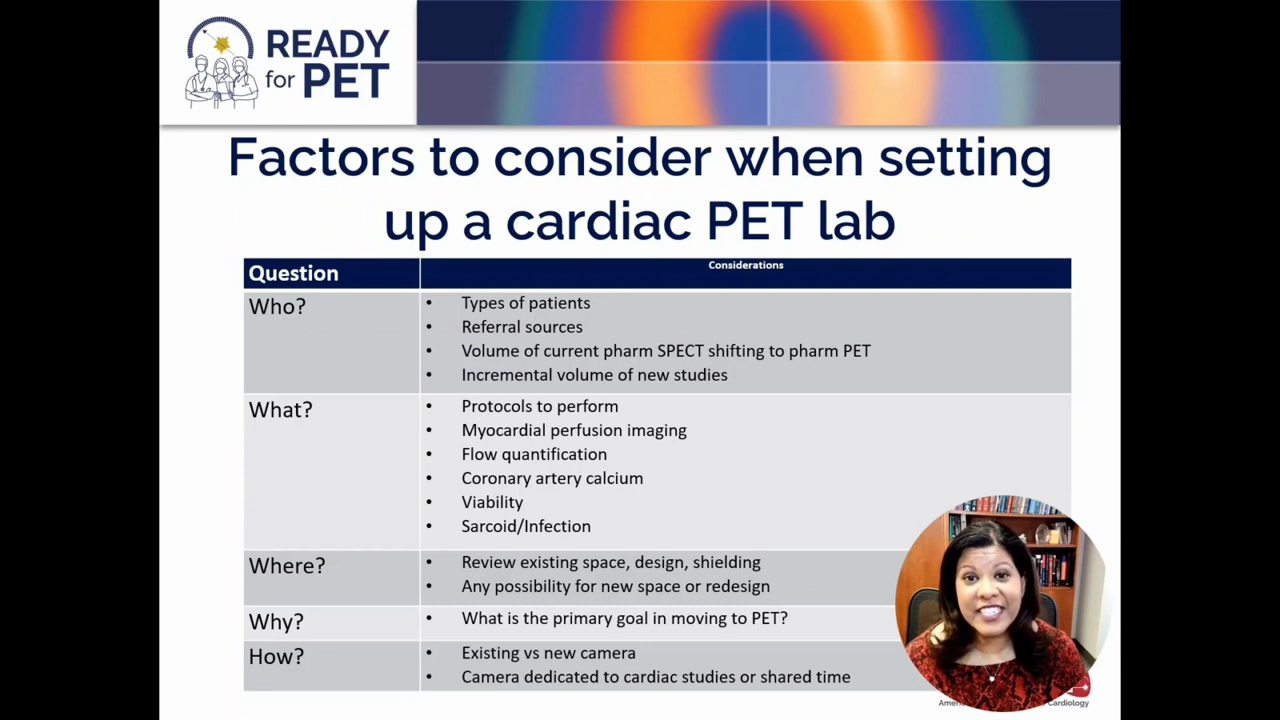 READY
for PET
Factors to consider when setting
up a cardiac PET lab
Question
Considerations
Who?
• Types of patients
• Referral sources
• Volume of current pharm SPECT shifting to pharm PET
• Incremental volume of new studies
What?
• Protocols to perform
• Myocardial perfusion imaging
• Flow quantification
• Coronary artery calcium
• Viability
• Sarcoid/Infection
Where?
• Review existing space, design, shielding
• Any possibility for new space or redesign
Why?
• What is the primary goal in moving to PET?
How?
• Existing vs new camera
• Camera dedicated to cardiac studies or shared time
Cardiology